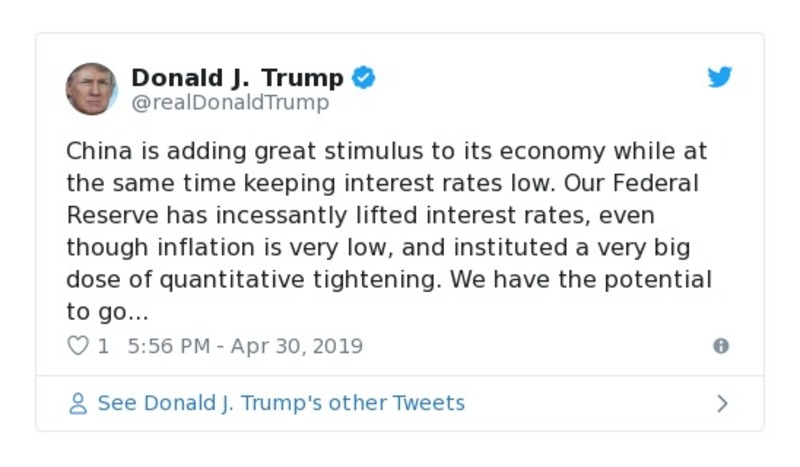 Donald J. Trump
@realDonaldTrump
China is adding great stimulus to its economy while at
the same time keeping interest rates low. Our Federal
Reserve has incessantly lifted interest rates, even
though inflation is very low, and instituted a very big
dose of quantitative tightening. We have the potential
to go...
1 5:56 PM - Apr 30, 2019
See Donald J. Trump's other Tweets